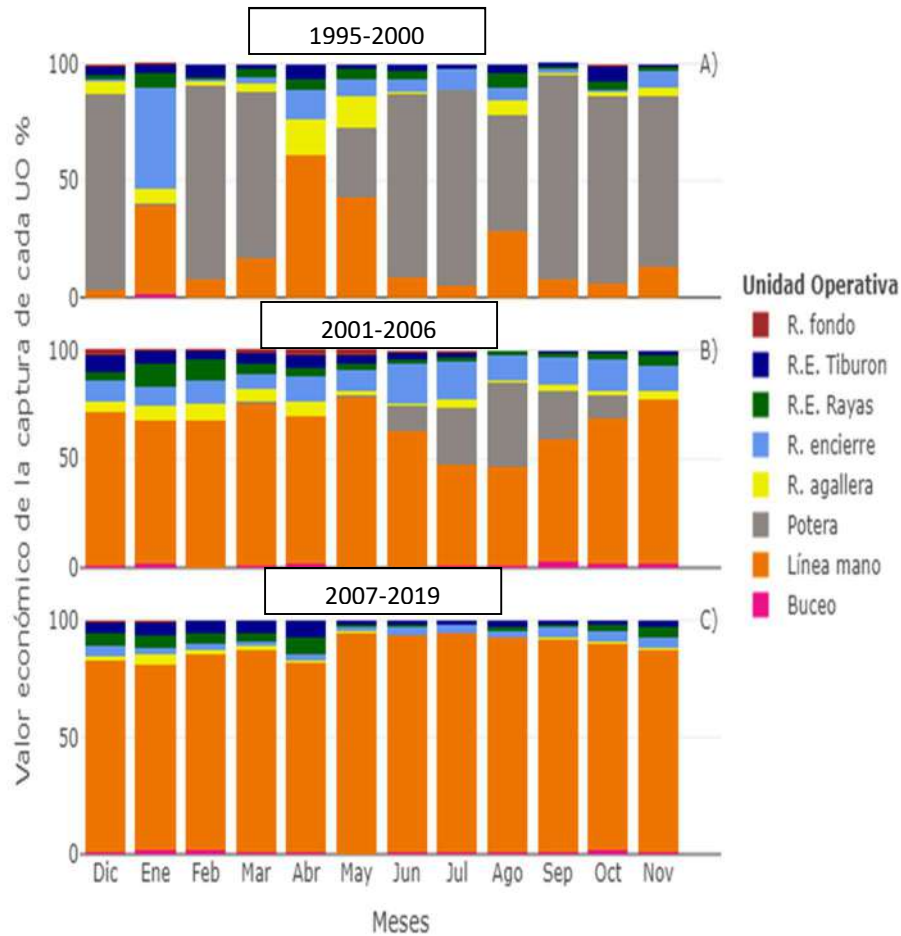 1995-2000
A)
100
50
0
2001-2006
B)
100
50
0
2007-2019
C)
100
50
0
Dic Ene Feb Mar Abr May Jun Jul Ago Sep Oct Nov
Meses
Valor económico de la captura de cada UO %
Unidad Operativa
R. fondo
R.E. Tiburon
R.E. Rayas
R. encierre
R. agallera
Potera
Línea mano
Buceo